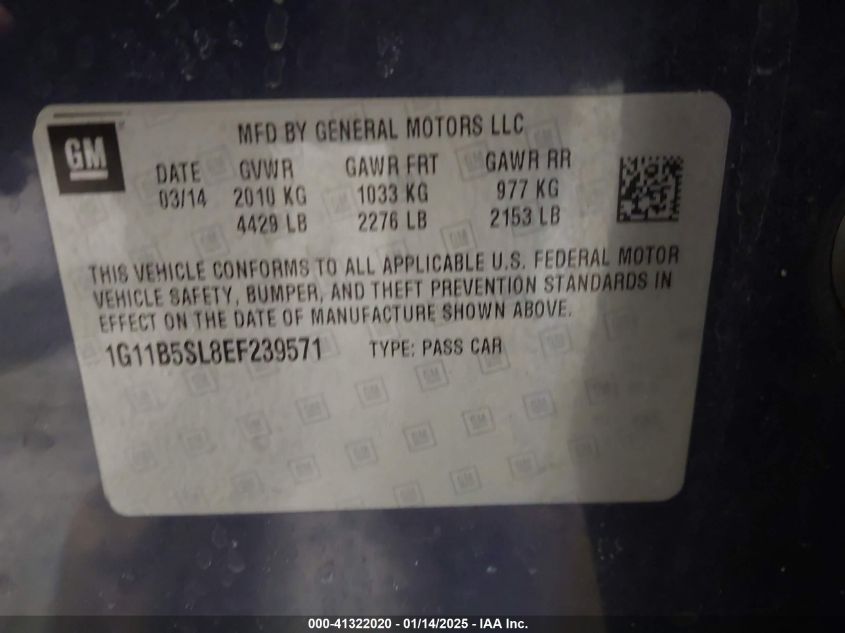 GM
MFD BY GENERAL MOTORS LLC
DATE GVWR GAWR FRT GAWR RR
03/14 2010 KG 1033 KG 977 KG
4429 LB 2276 LB 2153 LB
THIS VEHICLE CONFORMS TO ALL APPLICABLE U.S. FEDERAL MOTOR
VEHICLE SAFETY, BUMPER, AND THEFT PREVENTION STANDARDS IN
EFFECT ON THE DATE OF MANUFACTURE SHOWN ABOVE.
1G11B5SL8EF239571 TYPE: PASS CAR
000-41322020 - 01/14/2025 - IAA Inc.